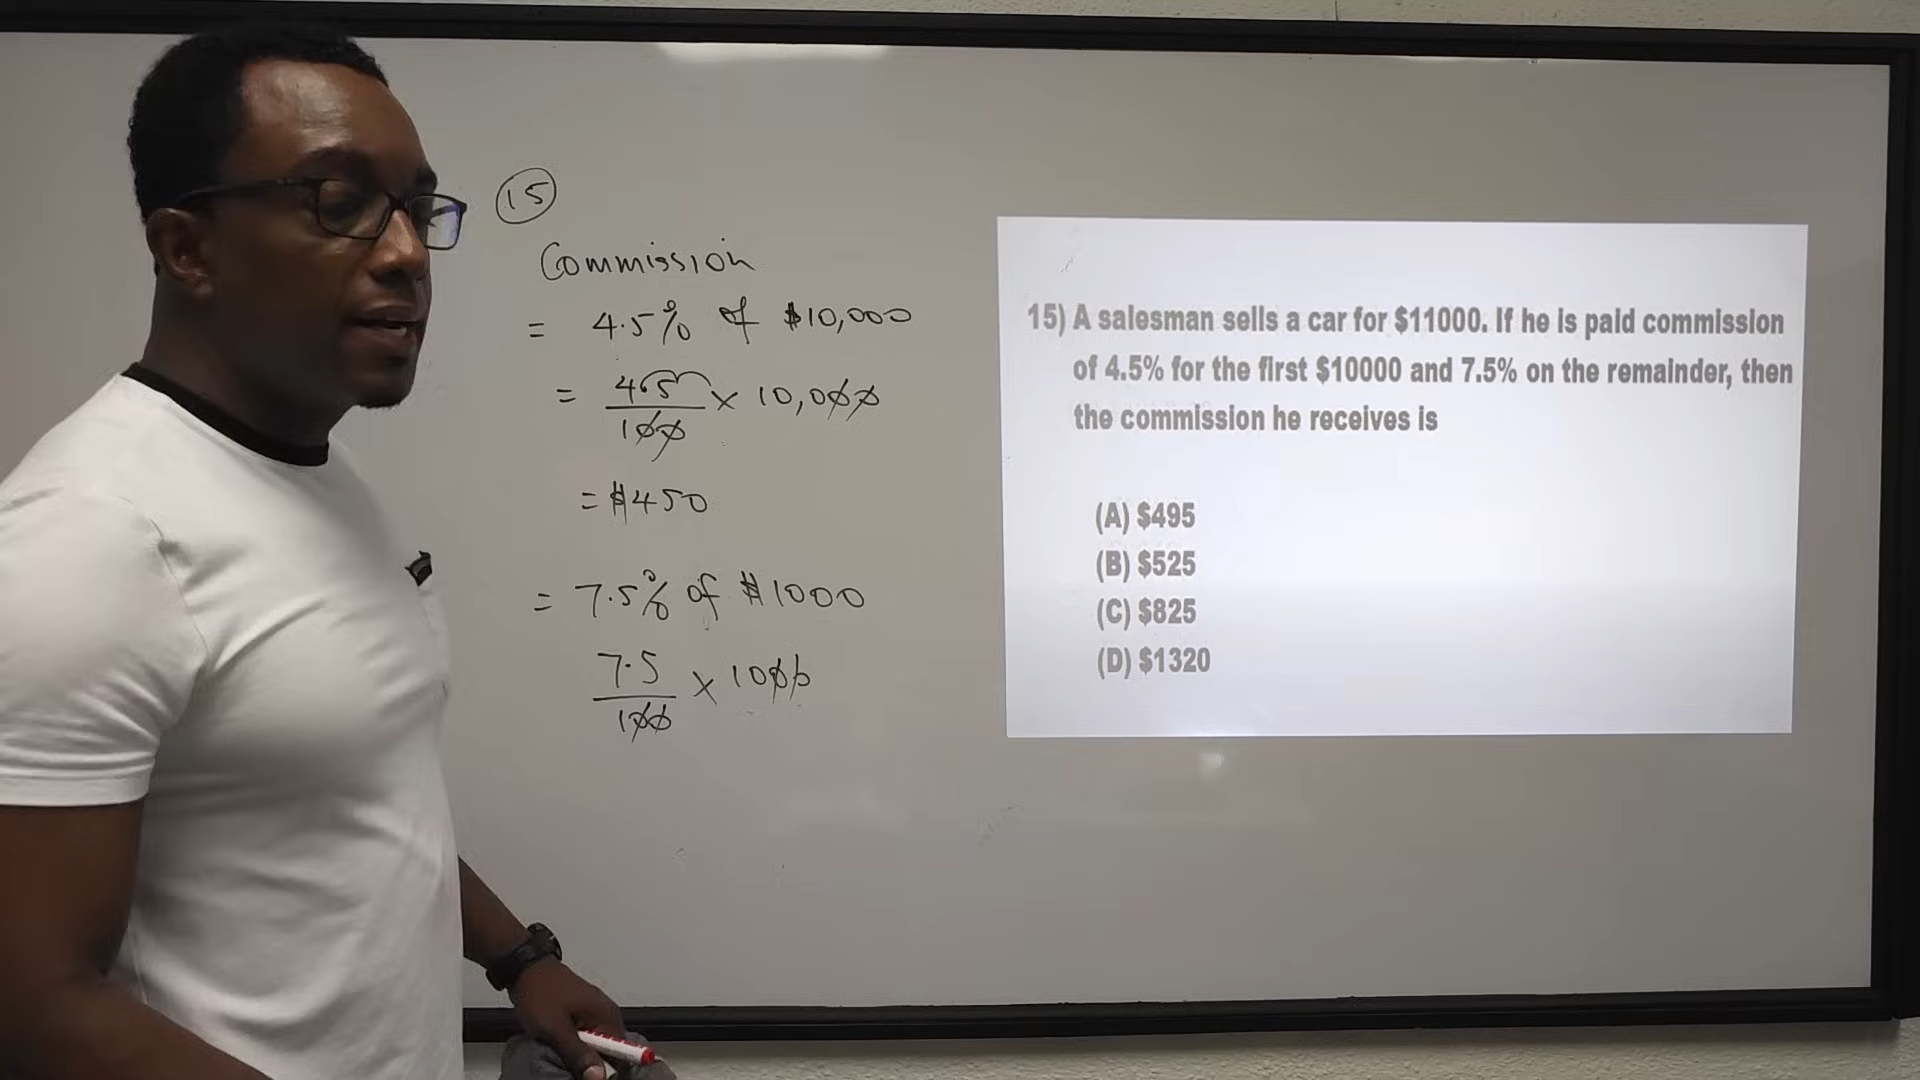 15
Commission
= 4.5% of $10,000
= 4.5/100 × 10,000
= $450
= 7.5% of $1000
7.5/100 × 1000
15) A salesman sells a car for $11000. If he is paid commission
of 4.5% for the first $10000 and 7.5% on the remainder, then
the commission he receives is
(A) $495
(B) $525
(C) $825
(D) $1320